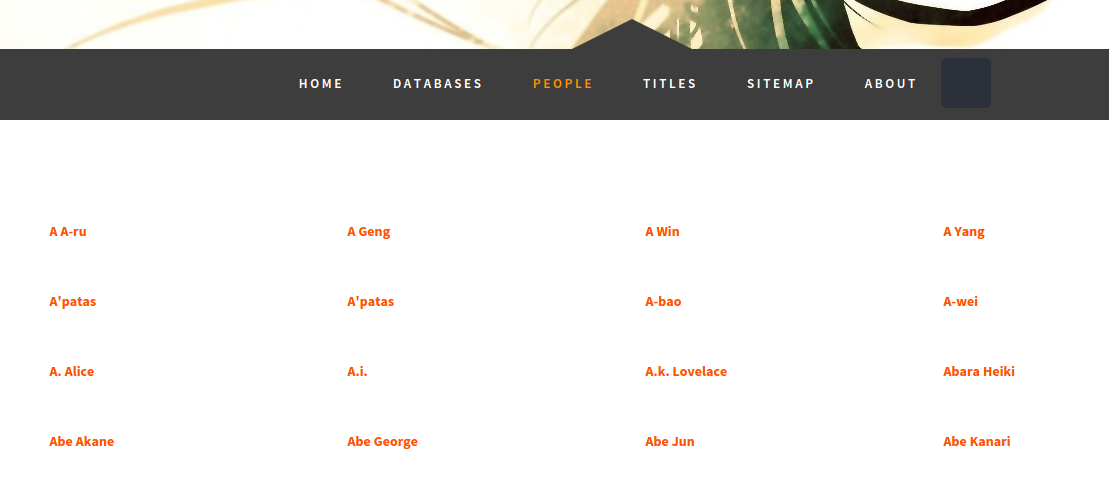 HOME DATABASES PEOPLE TITLES SITEMAP ABOUT
A A-ru A Geng A Win A Yang
A'patas A'patas A-bao A-wei
A. Alice A.i. A.k. Lovelace Abara Heiki
Abe Akane Abe George Abe Jun Abe Kanari